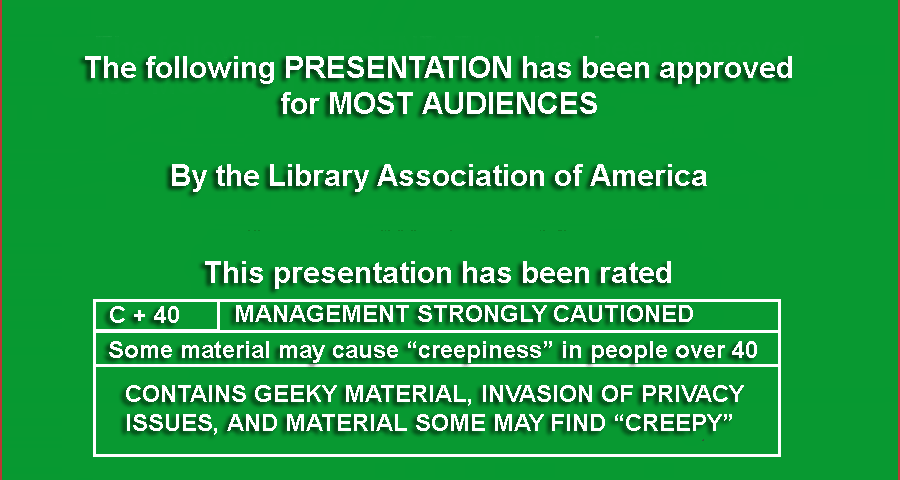 The following PRESENTATION has been approved
for MOST AUDIENCES
By the Library Association of America
This presentation has been rated
C + 40 MANAGEMENT STRONGLY CAUTIONED
Some material may cause “creepiness” in people over 40
CONTAINS GEEKY MATERIAL, INVASION OF PRIVACY
ISSUES, AND MATERIAL SOME MAY FIND “CREEPY”